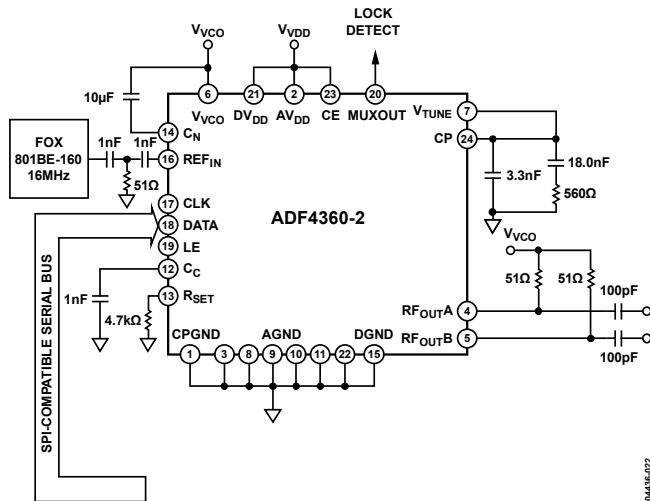 LOCK
DETECT
VVCO
VVDD
10µF
6
21
2
23
20
VVCO
DVDD
AVDD
CE
MUXOUT
VTUNE
7
14
CN
CP
24
FOX
801BE-160
16MHz
1nF
1nF
16
REFIN
51Ω
18.0nF
3.3nF
560Ω
17
CLK
18
DATA
19
LE
ADF4360-2
SPI-COMPATIBLE SERIAL BUS
12
CC
VVCO
51Ω
51Ω
1nF
13
RSET
4.7kΩ
100pF
RFOUTA
4
RFOUTB
5
100pF
CPGND
AGND
DGND
1
3
8
9
10
11
22
15
04436-022